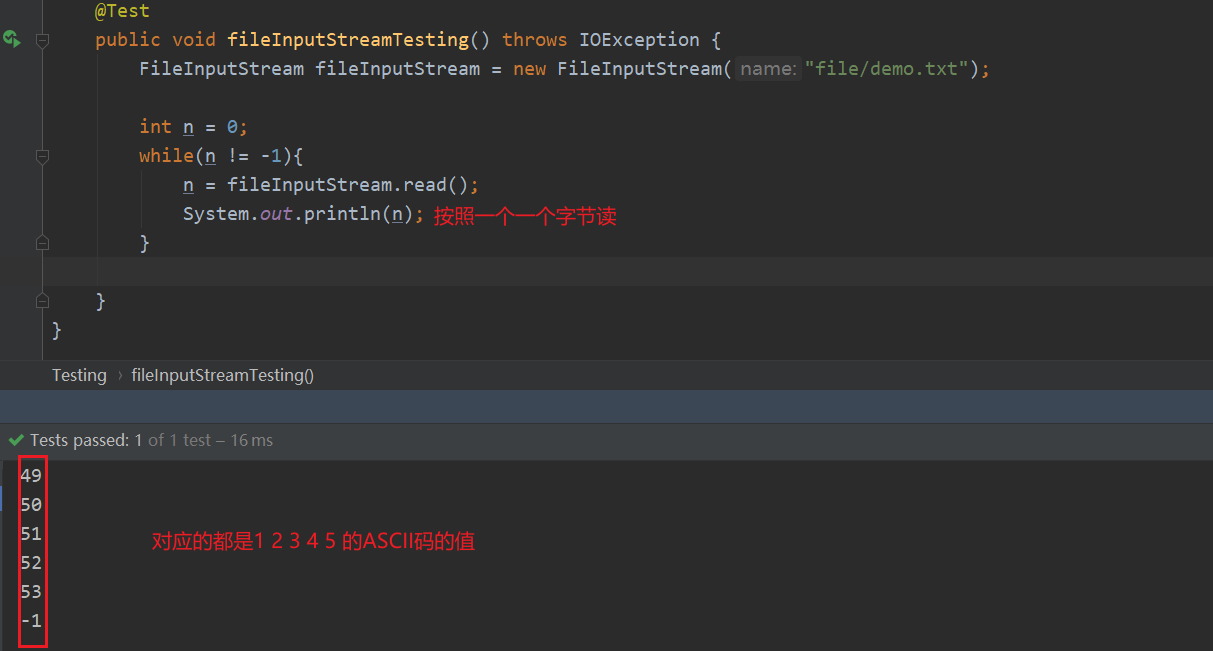 @Test
public void fileInputStreamTesting() throws IOException {
FileInputStream fileInputStream = new FileInputStream( name: "file/demo.txt");
int n = 0;
while(n != -1){
n = fileInputStream.read();
System.out.println(n); 按照一个一个字节读
}
}
}
Testing › fileInputStreamTesting()
Tests passed: 1 of 1 test – 16 ms
49
50
51
对应的都是1 2 3 4 5 的ASCII码的值
52
53
-1